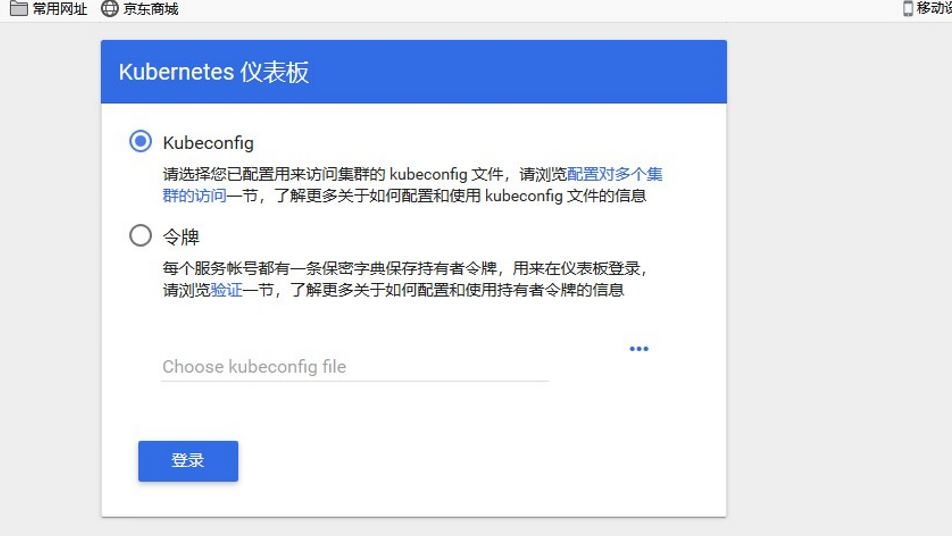 常用网址 京东商城
Kubernetes 仪表板
Kubeconfig
请选择您已配置用来访问集群的 kubeconfig 文件，请浏览配置对多个集
群的访问一节，了解更多关于如何配置和使用 kubeconfig 文件的信息
令牌
每个服务帐号都有一条保密字典保存持有者令牌，用来在仪表板登录，
请浏览验证一节，了解更多关于如何配置和使用持有者令牌的信息
Choose kubeconfig file
登录